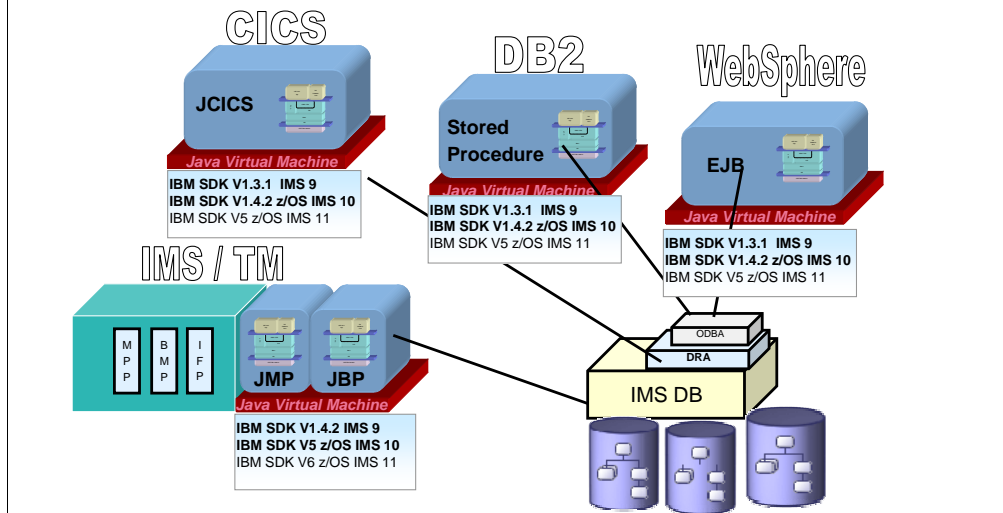 CICS
DB2
WebSphere
JCICS
Java Virtual Machine
IBM SDK V1.3.1 IMS 9
IBM SDK V1.4.2 z/OS IMS 10
IBM SDK V5 z/OS IMS 11
Stored
Procedure
Java Virtual Machine
IBM SDK V1.3.1 IMS 9
IBM SDK V1.4.2 z/OS IMS 10
IBM SDK V5 z/OS IMS 11
EJB
Java Virtual Machine
IBM SDK V1.3.1 IMS 9
IBM SDK V1.4.2 z/OS IMS 10
IBM SDK V5 z/OS IMS 11
IMS / TM
MPP
BMP
IFP
JMP
JBP
Java Virtual Machine
IBM SDK V1.4.2 IMS 9
IBM SDK V5 z/OS IMS 10
IBM SDK V6 z/OS IMS 11
ODBA
DRA
IMS DB